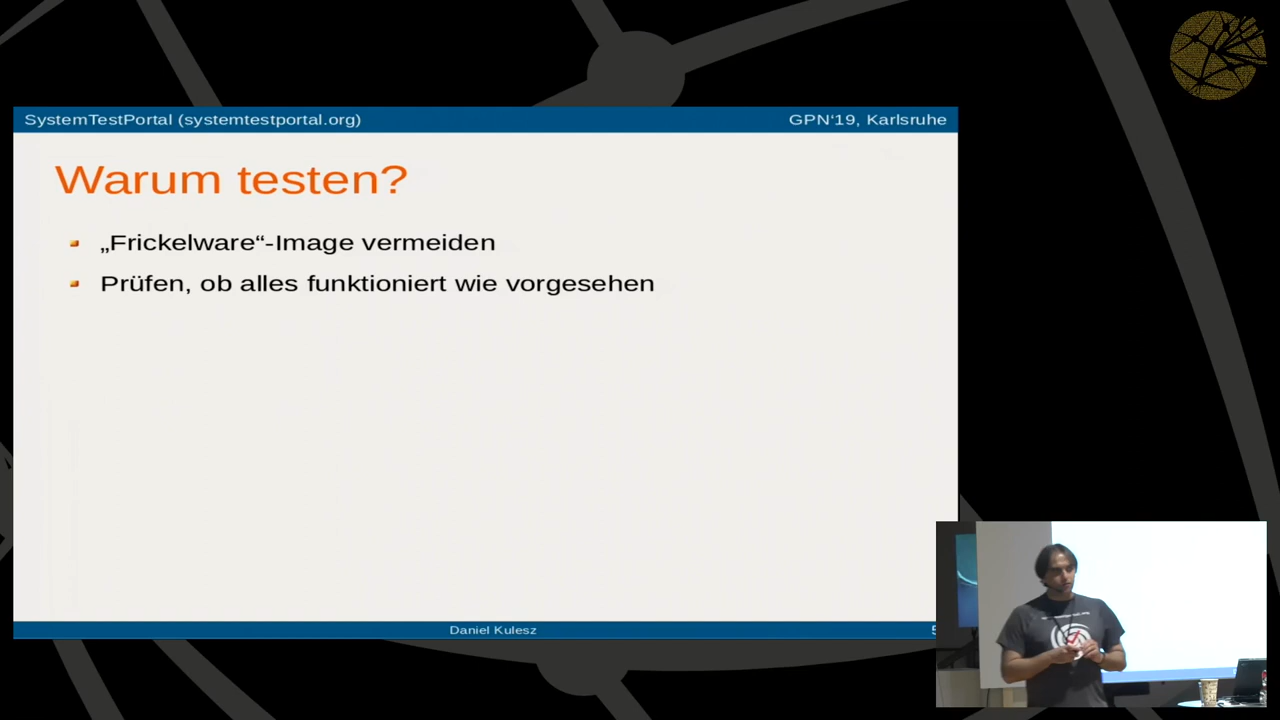 SystemTestPortal (systemtestportal.org)
GPN‘19, Karlsruhe
Warum testen?
„Frickelware“-Image vermeiden
Prüfen, ob alles funktioniert wie vorgesehen
Daniel Kulesz
5